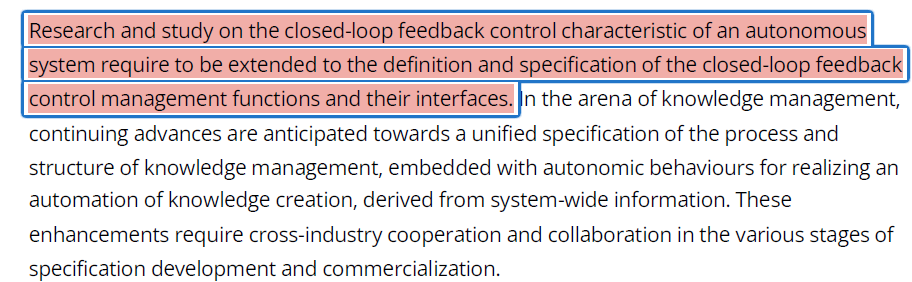 Research and study on the closed-loop feedback control characteristic of an autonomous
system require to be extended to the definition and specification of the closed-loop feedback
control management functions and their interfaces. In the arena of knowledge management,
continuing advances are anticipated towards a unified specification of the process and
structure of knowledge management, embedded with autonomic behaviours for realizing an
automation of knowledge creation, derived from system-wide information. These
enhancements require cross-industry cooperation and collaboration in the various stages of
specification development and commercialization.